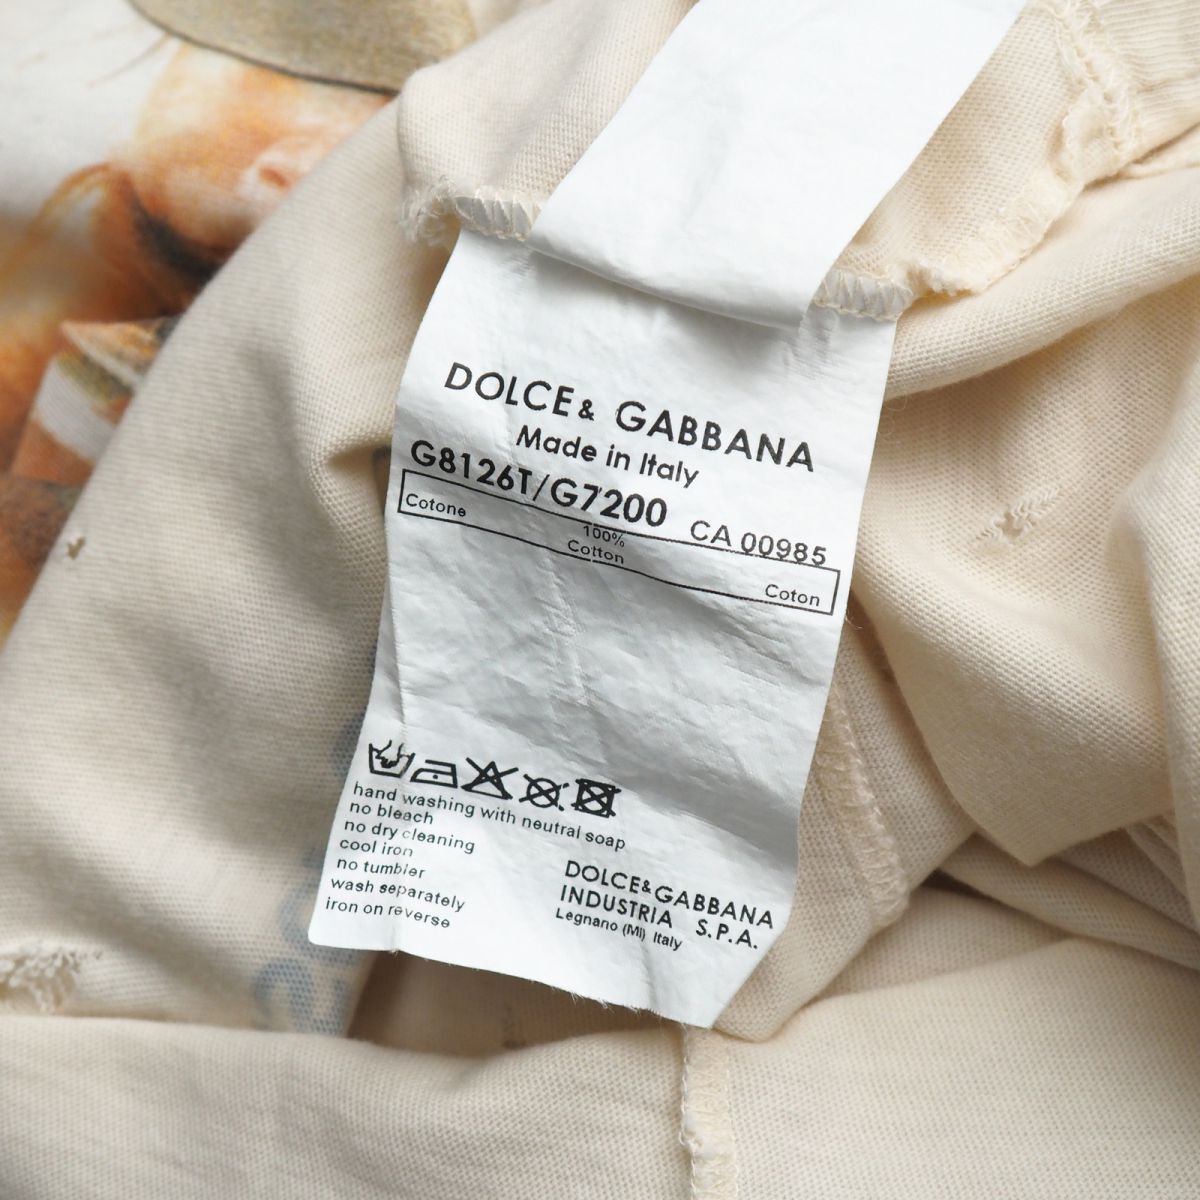 DOLCE & GABBANA
Made in Italy
G8126T/G7200 CA 00985
Cotone 100% Cotton Coton
hand washing with neutral soap
no bleach
no dry cleaning
cool iron
no tumbler
wash separately
iron on reverse
DOLCE&GABBANA
INDUSTRIA S.P.A.
Legnano (MI) Italy